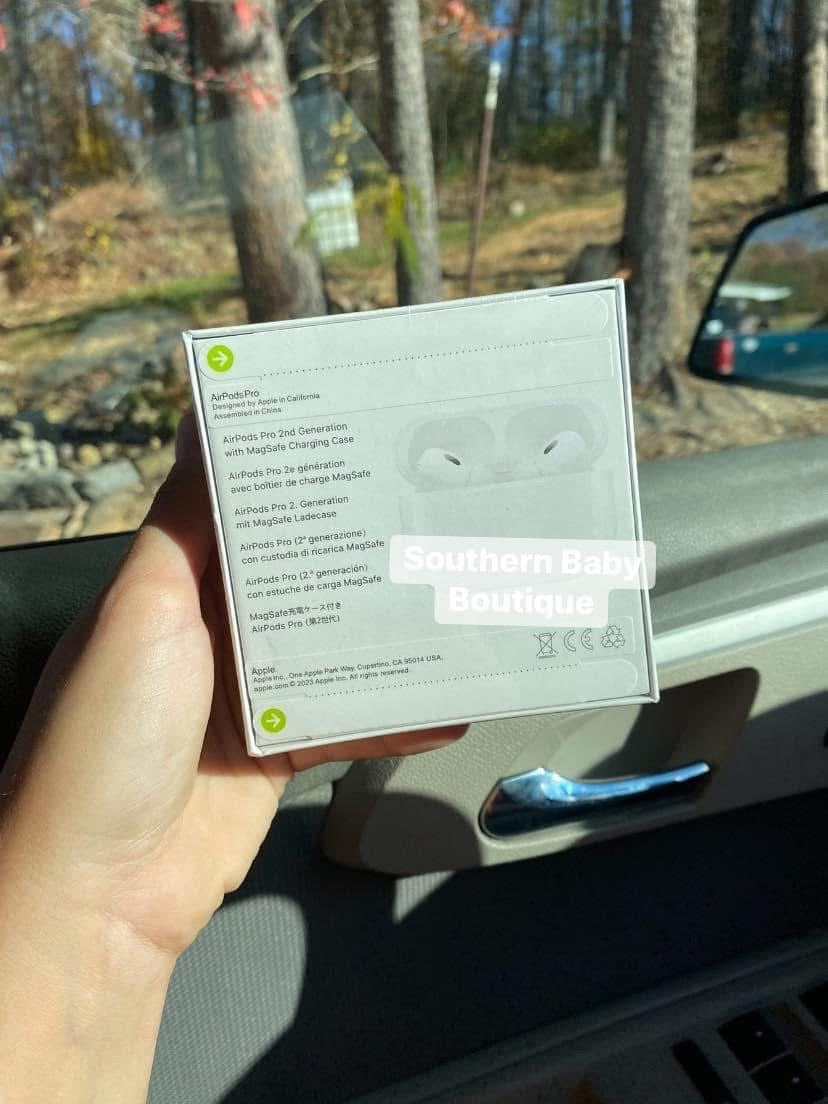 AirPods Pro
Designed by Apple in California
Assembled in China
AirPods Pro 2nd Generation
with MagSafe Charging Case
AirPods Pro 2e génération
avec boîtier de charge MagSafe
AirPods Pro 2. Generation
mit MagSafe Ladecase
AirPods Pro (2ª generazione)
con custodia di ricarica MagSafe
AirPods Pro (2.ª generación)
con estuche de carga MagSafe
MagSafe充電ケース付き
AirPods Pro (第2世代)
Southern Baby
Boutique
Apple
Apple Inc., One Apple Park Way, Cupertino, CA 95014 USA.
apple.com © 2023 Apple Inc. All rights reserved.
CE